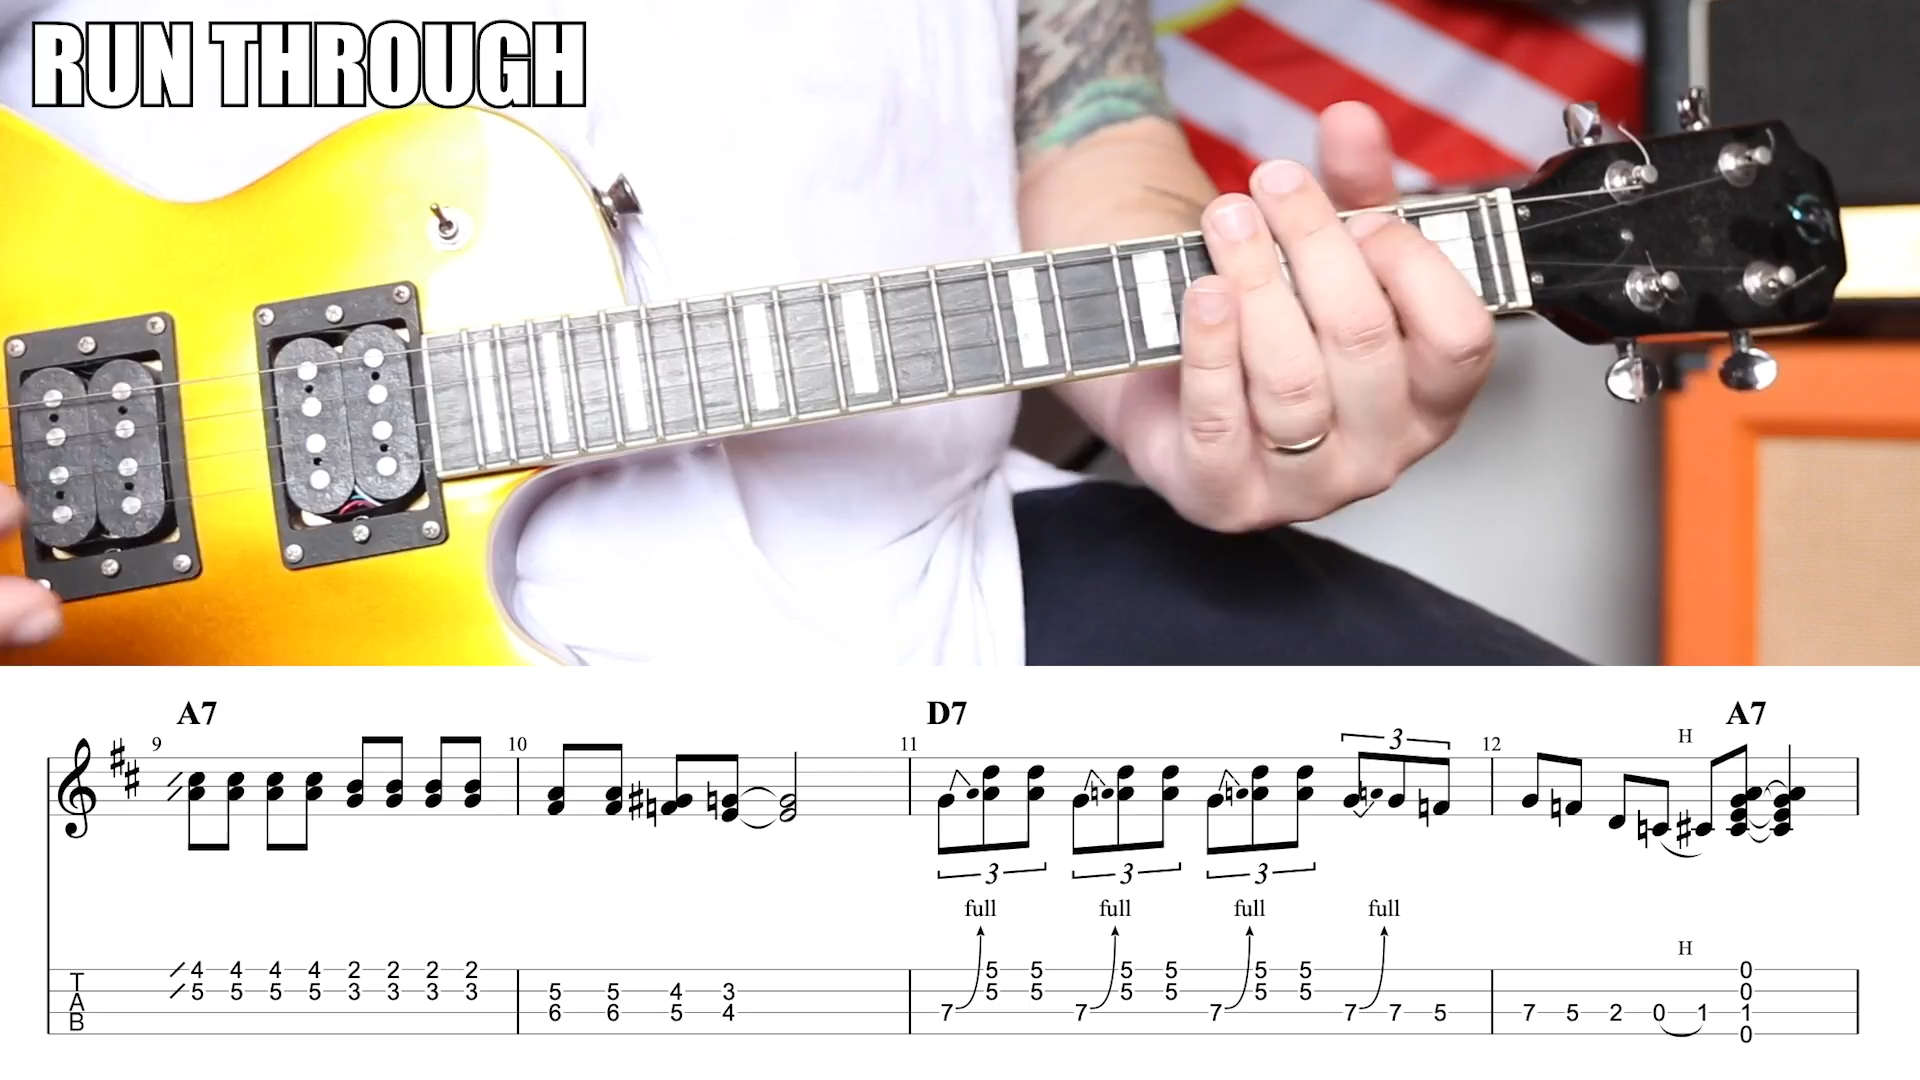 RUN THROUGH
A7 D7 A7
9 10 11 12
3 H
3 3 3
full full full full
H
T 4 4 4 4 2 2 2 2 5 5 5 5 5 5 0
A 5 5 5 5 3 3 3 3 5 5 4 3 5 5 5 5 5 5 0
B 6 6 5 4 7 7 7 7 7 5 7 5 2 0 1 1
0